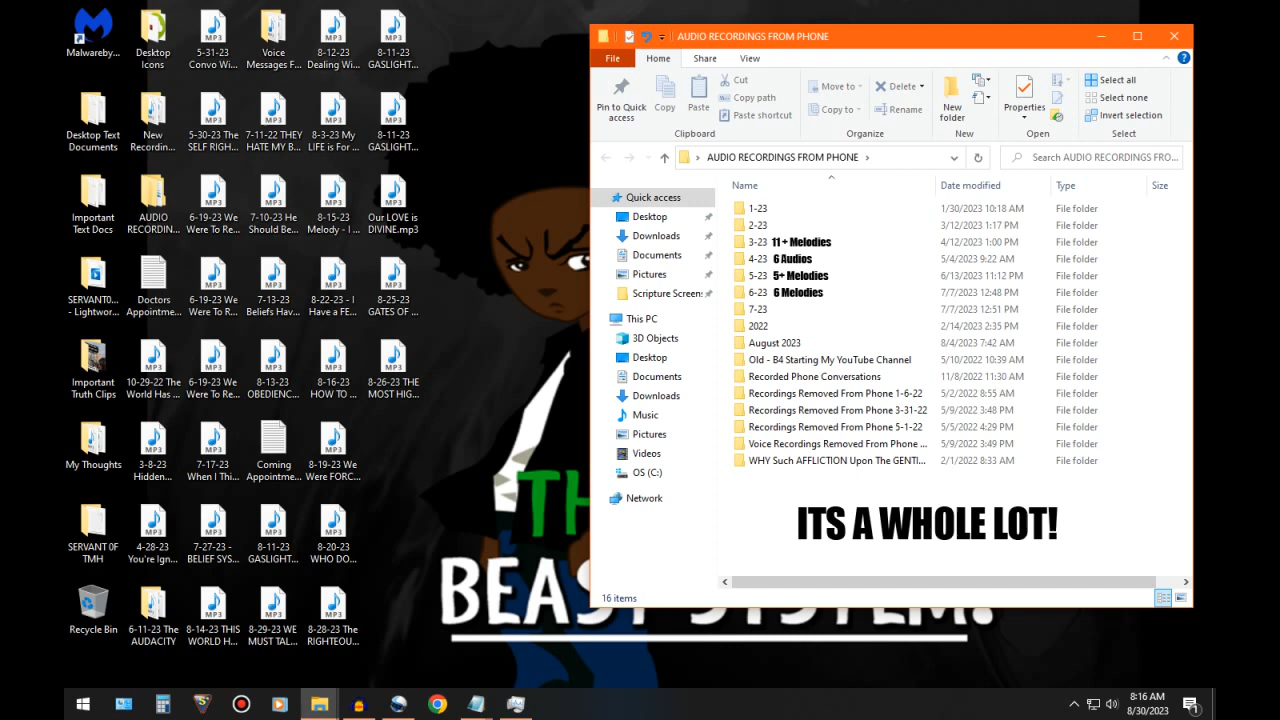 Malwareby...
Desktop
Icons
5-31-23
Convo Wi...
Voice
Messages F...
8-12-23
Dealing Wi...
8-11-23
GASLIGHT...
Desktop Text
Documents
New
Recordin...
5-30-23 The
SELF RIGH...
7-11-22 THEY
HATE MY B...
8-3-23 My
LIFE is For ...
8-11-23
GASLIGHT...
Important
Text Docs
AUDIO
RECORDIN...
6-19-23 We
Were To Re...
7-10-23 He
Should Be...
8-15-23
Melody - I ...
Our LOVE is
DIVINE.mp3
SERVANT0...
- Lightwor...
Doctors
Appointme...
6-19-23 We
Were To R...
7-13-23
Beliefs Hav...
8-22-23 - I
Have a FE...
8-25-23
GATES OF ...
Important
Truth Clips
10-29-22 The
World Has ...
6-19-23 We
Were To Re...
8-13-23
OBEDIENC...
8-16-23
HOW TO ...
8-26-23 THE
MOST HIG...
My Thoughts
3-8-23
Hidden...
7-17-23
When I Thi...
Coming
Appointme...
8-19-23 We
Were FORC...
SERVANT 0F
TMH
4-28-23
You're Ign...
7-27-23 -
BELIEF SYS...
8-11-23
GASLIGHT...
8-20-23
WHO DO...
Recycle Bin
6-11-23 The
AUDACITY
8-14-23 THIS
WORLD H...
8-29-23 WE
MUST TAL...
8-28-23 The
RIGHTEOU...
AUDIO RECORDINGS FROM PHONE
File Home Share View
Pin to Quick
access
Copy
Paste
Cut
Copy path
Paste shortcut
Clipboard
Move to
Copy to
Delete
Rename
Organize
New
folder
New
Properties
Open
Select all
Select none
Invert selection
Select
AUDIO RECORDINGS FROM PHONE
Search AUDIO RECORDINGS FRO...
Quick access
Desktop
Downloads
Documents
Pictures
Scripture Screens
This PC
3D Objects
Desktop
Documents
Downloads
Music
Pictures
Videos
OS (C:)
Network
Name Date modified Type Size
1-23 1/30/2023 10:18 AM File folder
2-23 3/12/2023 1:17 PM File folder
3-23 11 + Melodies 4/12/2023 1:00 PM File folder
4-23 6 Audios 5/4/2023 9:22 AM File folder
5-23 5+ Melodies 6/13/2023 11:12 PM File folder
6-23 6 Melodies 7/7/2023 12:48 PM File folder
7-23 7/7/2023 12:51 PM File folder
2022 2/14/2023 2:35 PM File folder
August 2023 8/4/2023 7:42 AM File folder
Old - B4 Starting My YouTube Channel 5/10/2022 10:39 AM File folder
Recorded Phone Conversations 11/8/2022 11:30 AM File folder
Recordings Removed From Phone 1-6-22 5/2/2022 8:55 AM File folder
Recordings Removed From Phone 3-31-22 5/9/2022 3:48 PM File folder
Recordings Removed From Phone 5-1-22 5/5/2022 4:29 PM File folder
Voice Recordings Removed From Phone ... 5/9/2022 3:49 PM File folder
WHY Such AFFLICTION Upon The GENTI... 2/1/2022 8:33 AM File folder
ITS A WHOLE LOT!
16 items
BEAST SYSTEM.
8:16 AM
8/30/2023